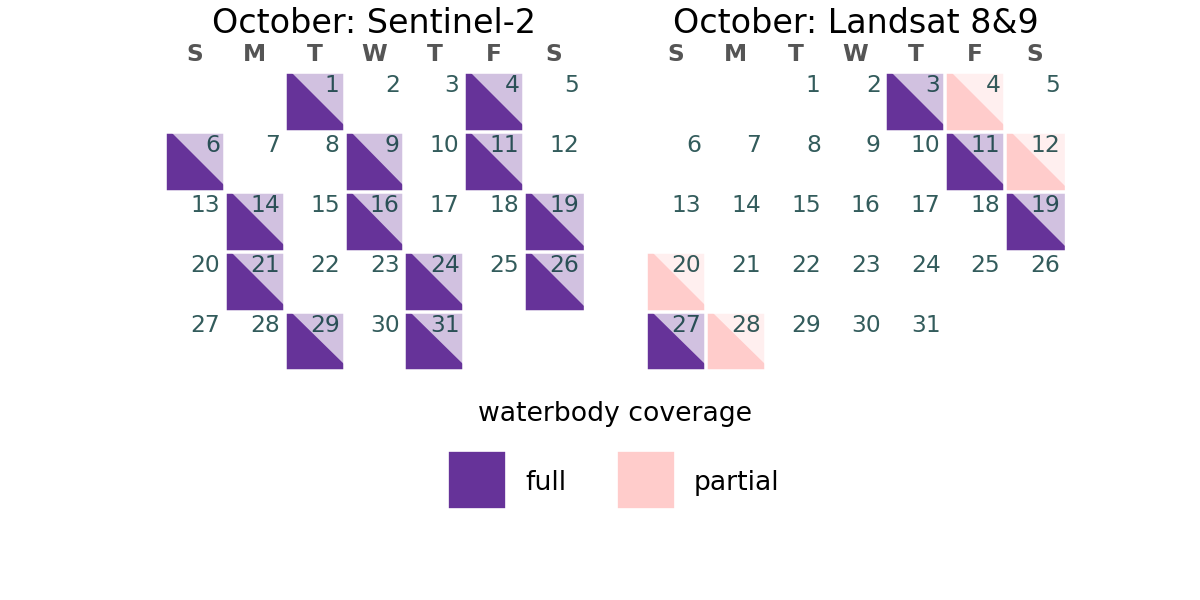 October: Sentinel-2
S M T W T F S
1 2 3 4 5
6 7 8 9 10 11 12
13 14 15 16 17 18 19
20 21 22 23 24 25 26
27 28 29 30 31
October: Landsat 8&9
S M T W T F S
1 2 3 4 5
6 7 8 9 10 11 12
13 14 15 16 17 18 19
20 21 22 23 24 25 26
27 28 29 30 31
waterbody coverage
full partial